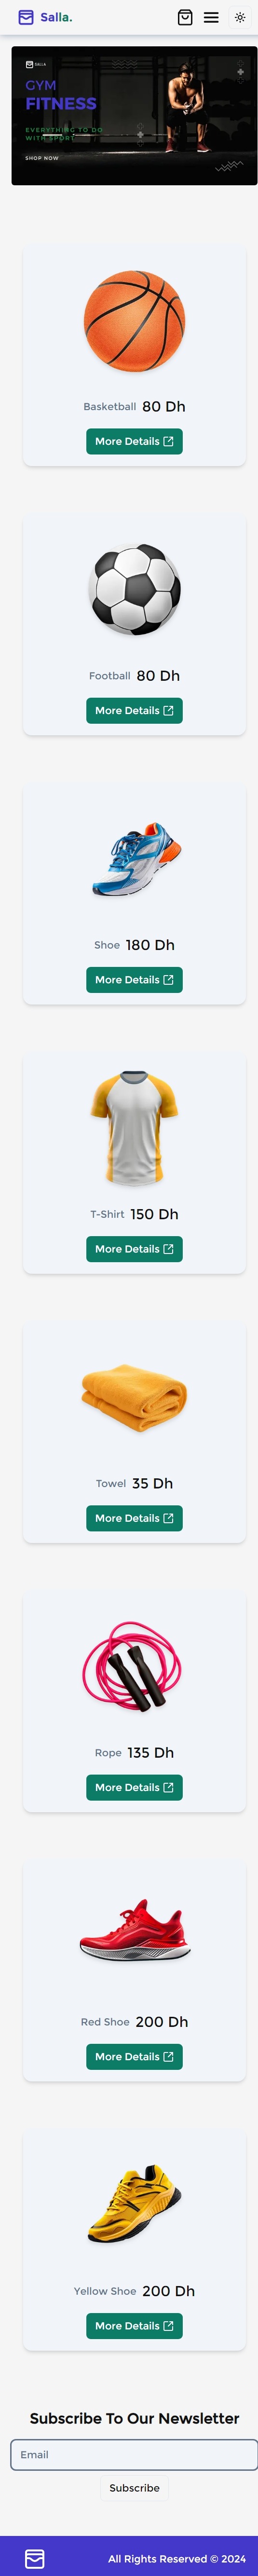 Salla.
SALLA
GYM
FITNESS
EVERYTHING TO DO
WITH SPORT
SHOP NOW
Basketball 80 Dh
More Details
Football 80 Dh
More Details
Shoe 180 Dh
More Details
T-Shirt 150 Dh
More Details
Towel 35 Dh
More Details
Rope 135 Dh
More Details
Red Shoe 200 Dh
More Details
Yellow Shoe 200 Dh
More Details
Subscribe To Our Newsletter
Email
Subscribe
All Rights Reserved © 2024